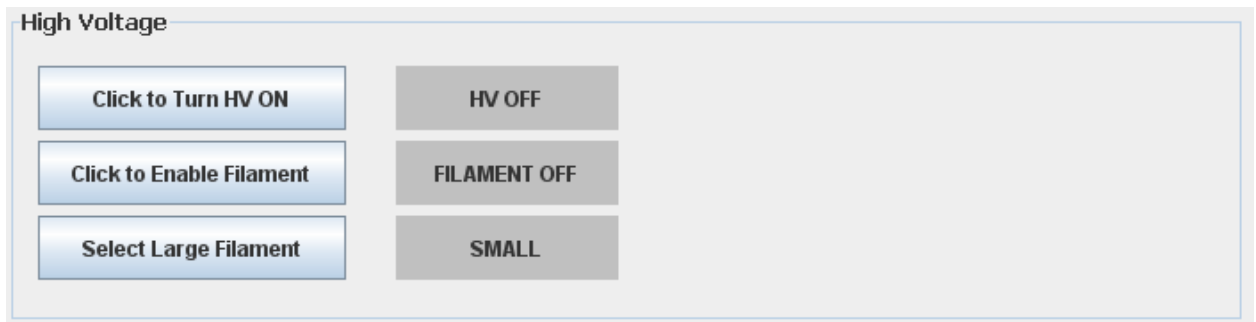 High Voltage
Click to Turn HV ON HV OFF
Click to Enable Filament FILAMENT OFF
Select Large Filament SMALL